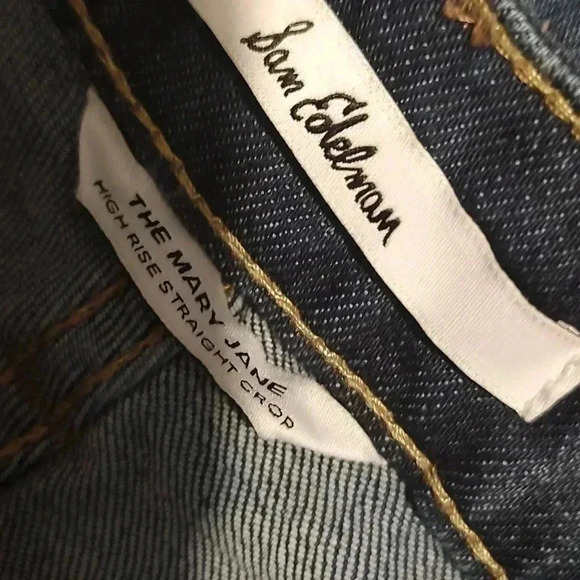 Sam Edelman
THE MARY JANE
HIGH RISE STRAIGHT CROP